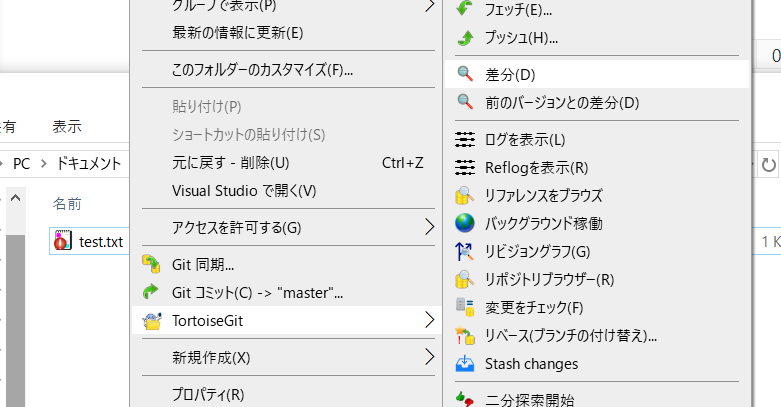 グループで表示(P)
最新の情報に更新(E)
このフォルダーのカスタマイズ(F)...
貼り付け(P)
ショートカットの貼り付け(S)
元に戻す - 削除(U) Ctrl+Z
Visual Studio で開く(V)
アクセスを許可する(G)
Git 同期...
Git コミット(C) -> "master"...
TortoiseGit
新規作成(X)
プロパティ(R)
フェッチ(E)...
プッシュ(H)...
差分(D)
前のバージョンとの差分(D)
ログを表示(L)
Reflogを表示(R)
リファレンスをブラウズ
バックグラウンド稼働
リビジョングラフ(G)
リポジトリブラウザー(R)
変更をチェック(F)
リベース(ブランチの付け替え)...
Stash changes
二分探索開始
有 表示
PC ドキュメント
名前
test.txt
1 K
0